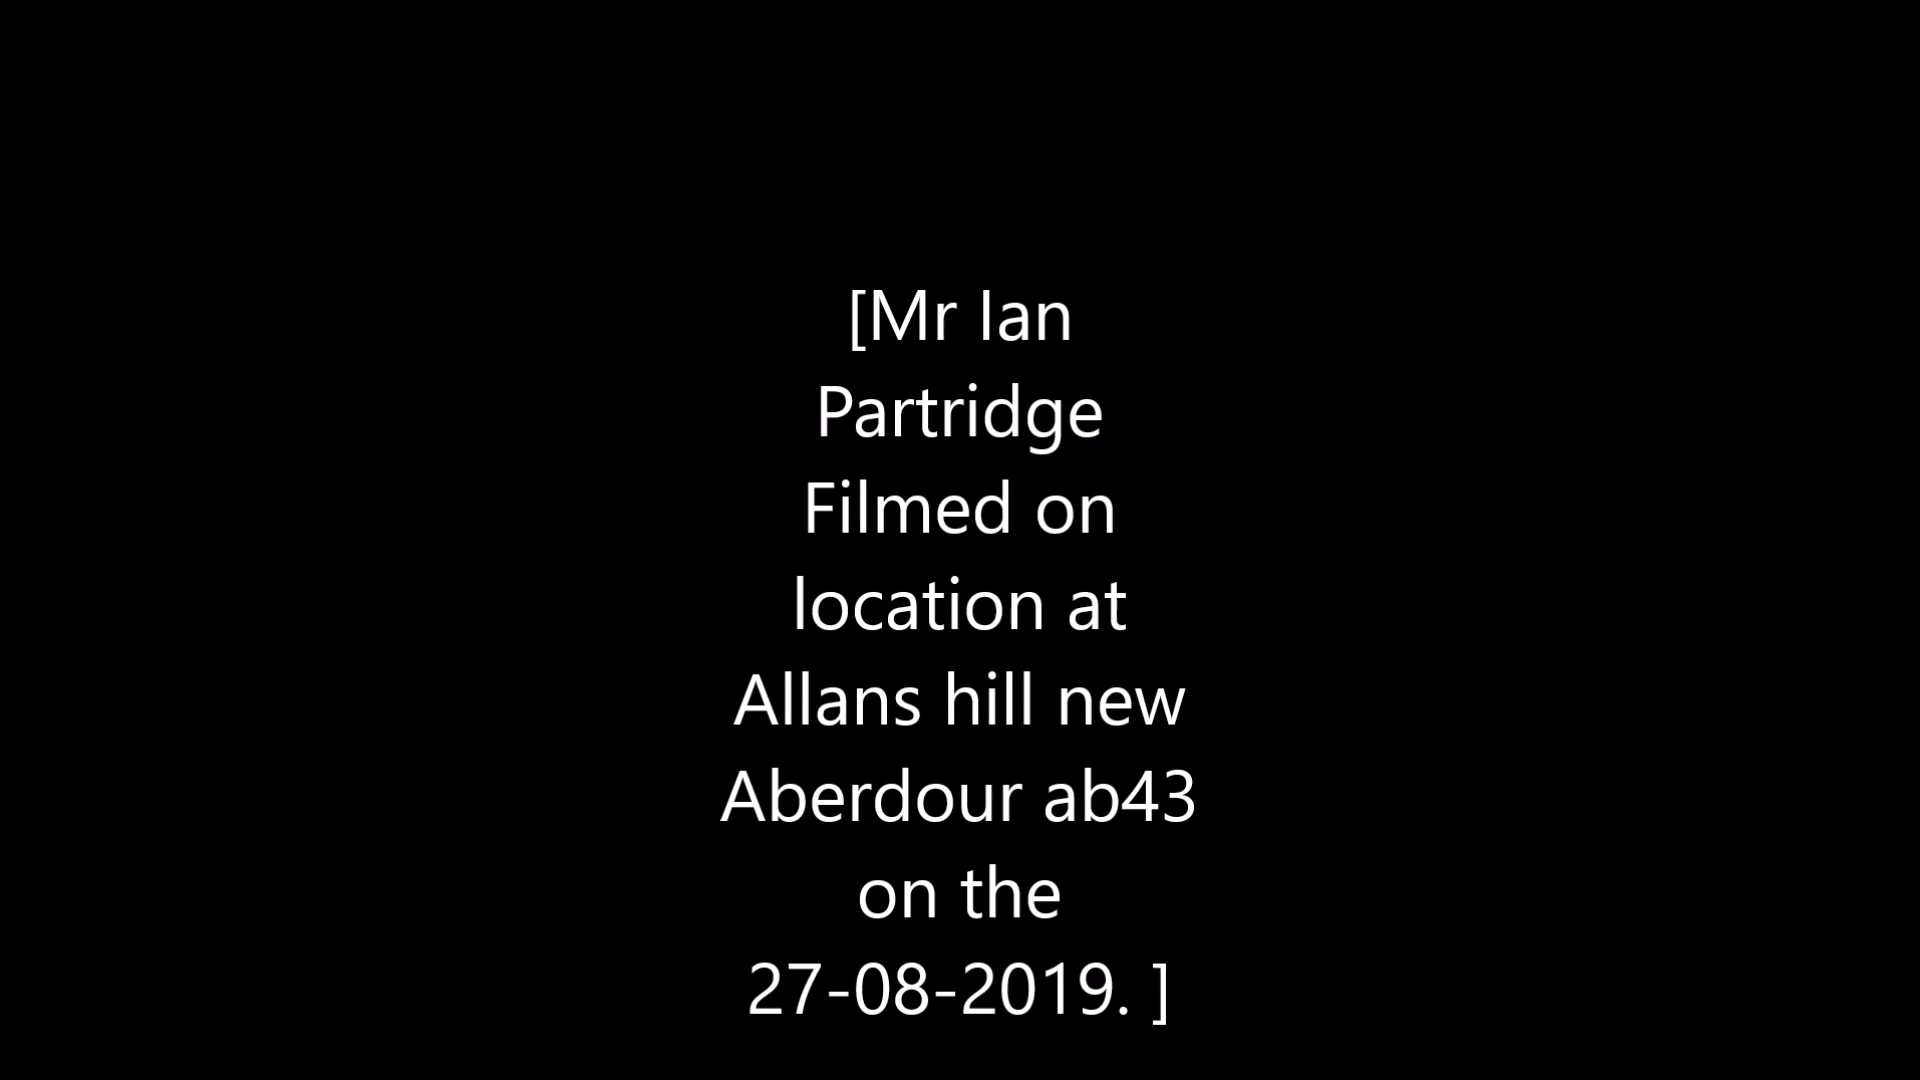 [Mr Ian
Partridge
Filmed on
location at
Allans hill new
Aberdour ab43
on the
27-08-2019. ]